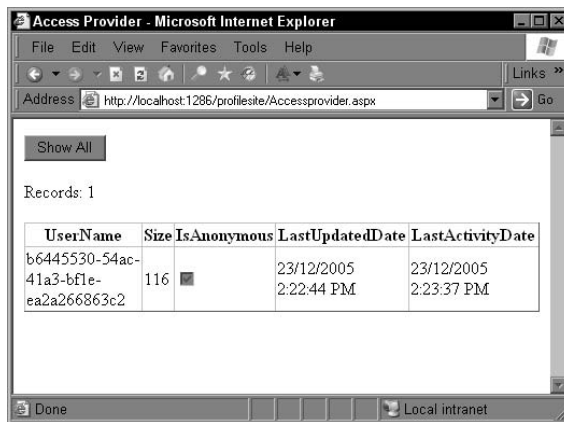 Access Provider - Microsoft Internet Explorer
File Edit View Favorites Tools Help
Links »
Address http://localhost:1286/profilesite/Accessprovider.aspx Go
Show All
Records: 1
UserName Size IsAnonymous LastUpdatedDate LastActivityDate
b6445530-54ac-
41a3-bf1e-
ea2a266863c2
116
23/12/2005
2:22:44 PM
23/12/2005
2:23:37 PM
Done Local intranet